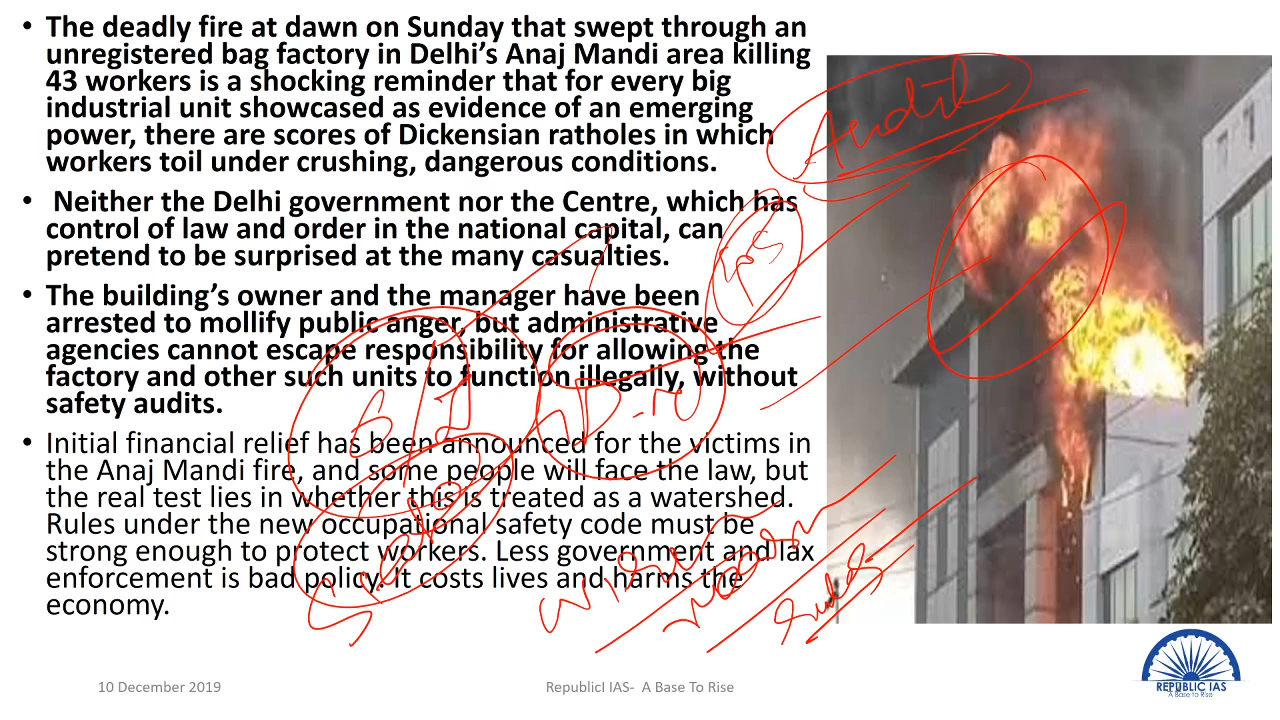 • The deadly fire at dawn on Sunday that swept through an
unregistered bag factory in Delhi's Anaj Mandi area killing
43 workers is a shocking reminder that for every big
industrial unit showcased as evidence of an emerging
power, there are scores of Dickensian ratholes in which
workers toil under crushing, dangerous conditions.
• Neither the Delhi government nor the Centre, which has
control of law and order in the national capital, can
pretend to be surprised at the many casualties.
• The building's owner and the manager have been
arrested to mollify public anger, but administrative
agencies cannot escape responsibility for allowing the
factory and other such units to function illegally, without
safety audits.
• Initial financial relief has been announced for the victims in
the Anaj Mandi fire, and some people will face the law, but
the real test lies in whether this is treated as a watershed.
Rules under the new occupational safety code must be
strong enough to protect workers. Less government and lax
enforcement is bad policy. It costs lives and harms the
economy.
Audit
10 December 2019
RepublicI IAS- A Base To Rise
REPUBLIC IAS
A Base to Rise